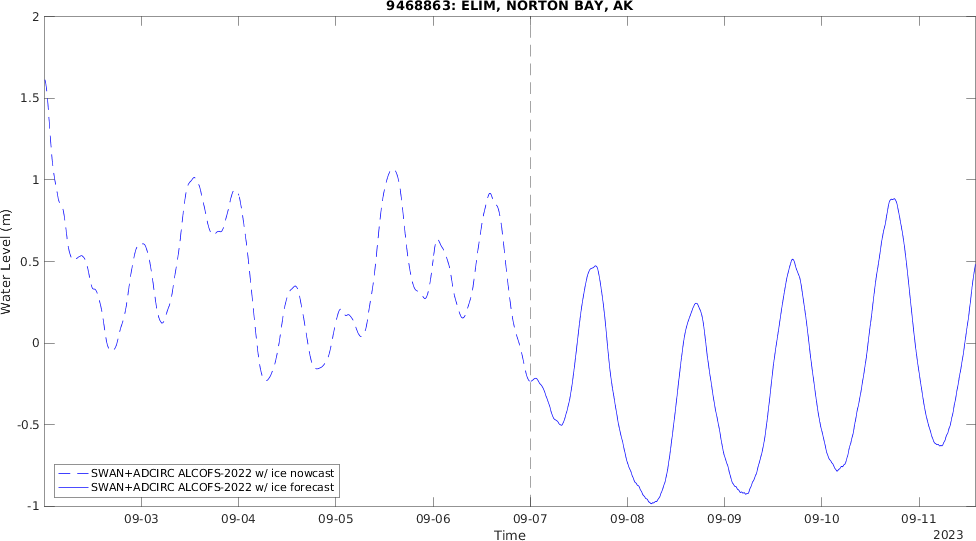 9468863: ELIM, NORTON BAY, AK
2
1.5
1
0.5
0
-0.5
-1
Water Level (m)
SWAN+ADCIRC ALCOFS-2022 w/ ice nowcast
SWAN+ADCIRC ALCOFS-2022 w/ ice forecast
09-03 09-04 09-05 09-06 09-07 09-08 09-09 09-10 09-11
Time
2023